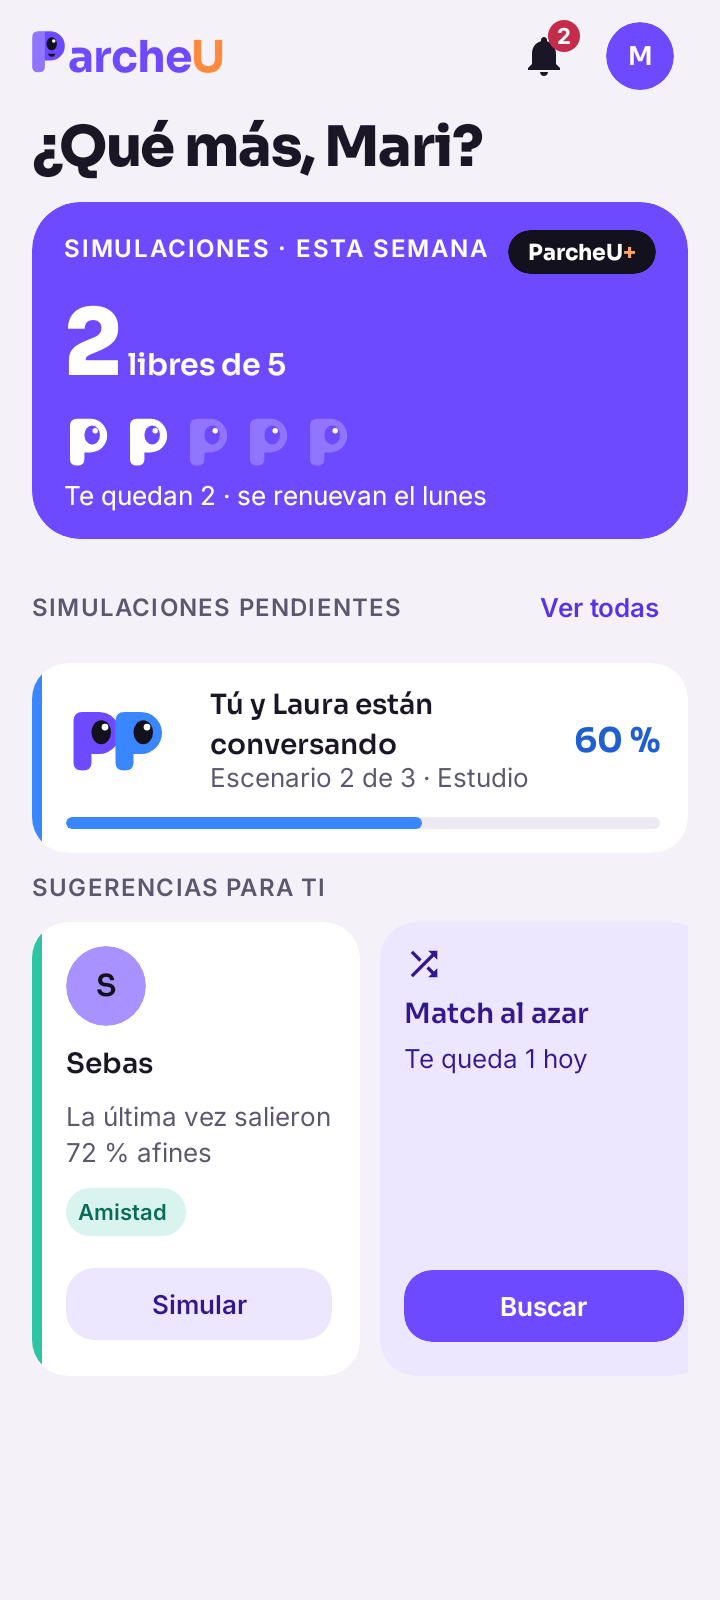 ParcheU
2
M
¿Qué más, Mari?
SIMULACIONES · ESTA SEMANA
ParcheU+
2 libres de 5
Te quedan 2 · se renuevan el lunes
SIMULACIONES PENDIENTES
Ver todas
Tú y Laura están
conversando
60 %
Escenario 2 de 3 · Estudio
SUGERENCIAS PARA TI
S
Sebas
La última vez salieron
72 % afines
Amistad
Simular
Match al azar
Te queda 1 hoy
Buscar